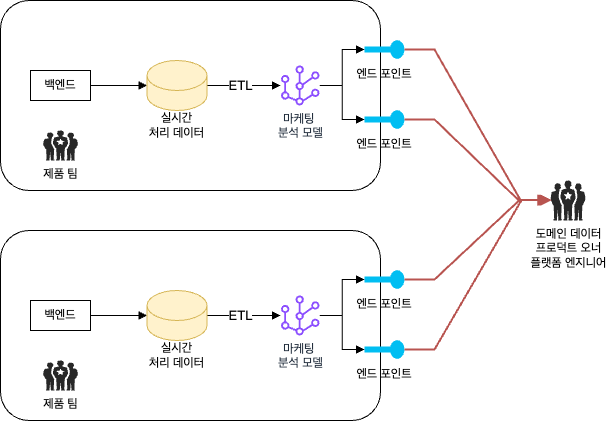 엔드 포인트
백엔드
ETL
실시간
처리 데이터
마케팅
분석 모델
엔드 포인트
제품 팀
도메인 데이터
프로덕트 오너
플랫폼 엔지니어
엔드 포인트
백엔드
ETL
실시간
처리 데이터
마케팅
분석 모델
엔드 포인트
제품 팀